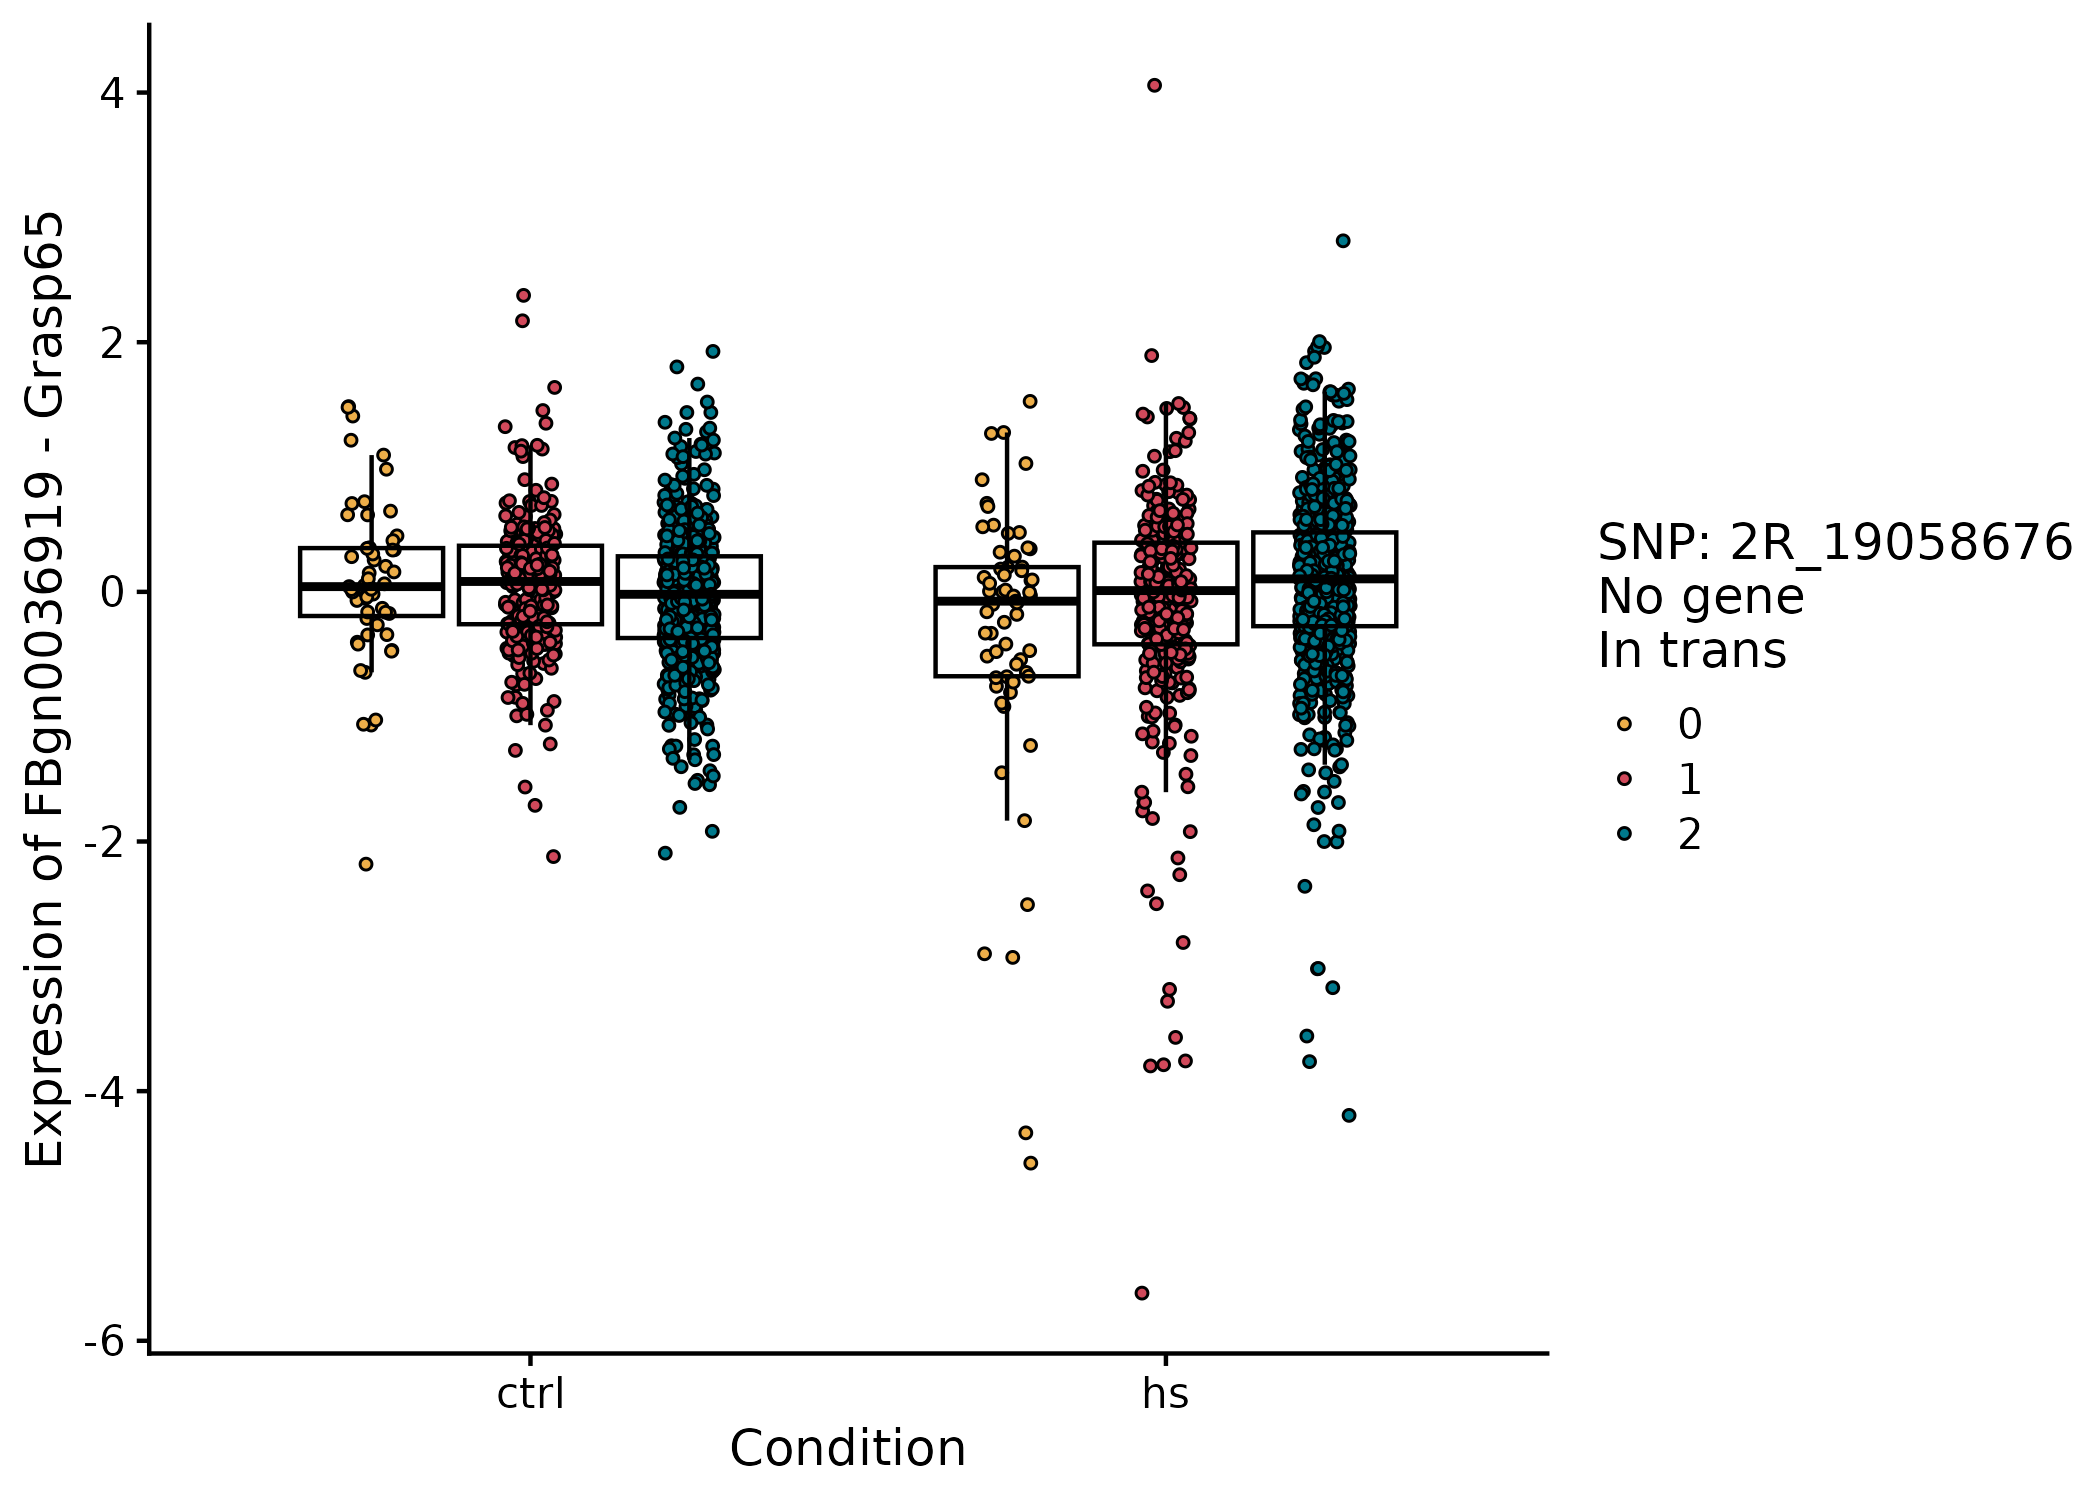 Expression of FBgn0036919 - Grasp65
4
2
0
-2
-4
-6
ctrl
hs
Condition
SNP: 2R_19058676
No gene
In trans
0
1
2